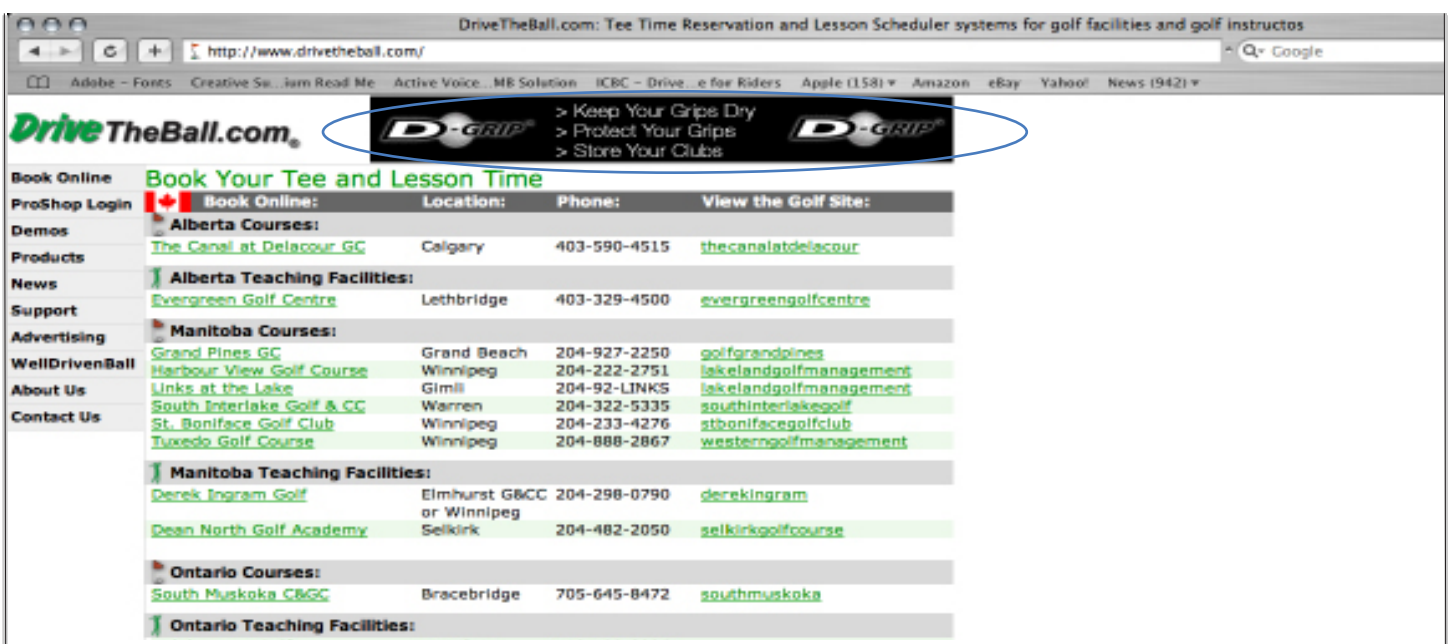 DriveTheBall.com: Tee Time Reservation and Lesson Scheduler systems for golf facilities and golf instructos
http://www.drivetheball.com/
Google
Adobe – Fonts Creative Su...ium Read Me Active Voice...MB Solution ICBC – Drive...e for Riders Apple (158) Amazon eBay Yahoo! News (942)
DriveTheBall.com
D-GRIP
> Keep Your Grips Dry
> Protect Your Grips
> Store Your Clubs
D-GRIP
Book Online
ProShop Login
Demos
Products
News
Support
Advertising
WellDrivenBall
About Us
Contact Us
Book Your Tee and Lesson Time
Book Online: Location: Phone: View the Golf Site:
Alberta Courses:
The Canal at Delacour GC Calgary 403-590-4515 thecanalatdelacour
Alberta Teaching Facilities:
Evergreen Golf Centre Lethbridge 403-329-4500 evergreengolfcentre
Manitoba Courses:
Grand Pines GC Grand Beach 204-927-2250 golfgrandpines
Harbour View Golf Course Winnipeg 204-222-2751 lakelandgolfmanagement
Links at the Lake Gimli 204-92-LINKS lakelandgolfmanagement
South Interlake Golf & CC Warren 204-322-5335 southinterlakegolf
St. Boniface Golf Club Winnipeg 204-233-4276 stbonifacegolfclub
Tuxedo Golf Course Winnipeg 204-888-2867 westerngolfmanagement
Manitoba Teaching Facilities:
Derek Ingram Golf Elmhurst G&CC 204-298-0790 derekingram
or Winnipeg
Dean North Golf Academy Selkirk 204-482-2050 selkirkgolfcourse
Ontario Courses:
South Muskoka C&GC Bracebridge 705-645-8472 southmuskoka
Ontario Teaching Facilities: